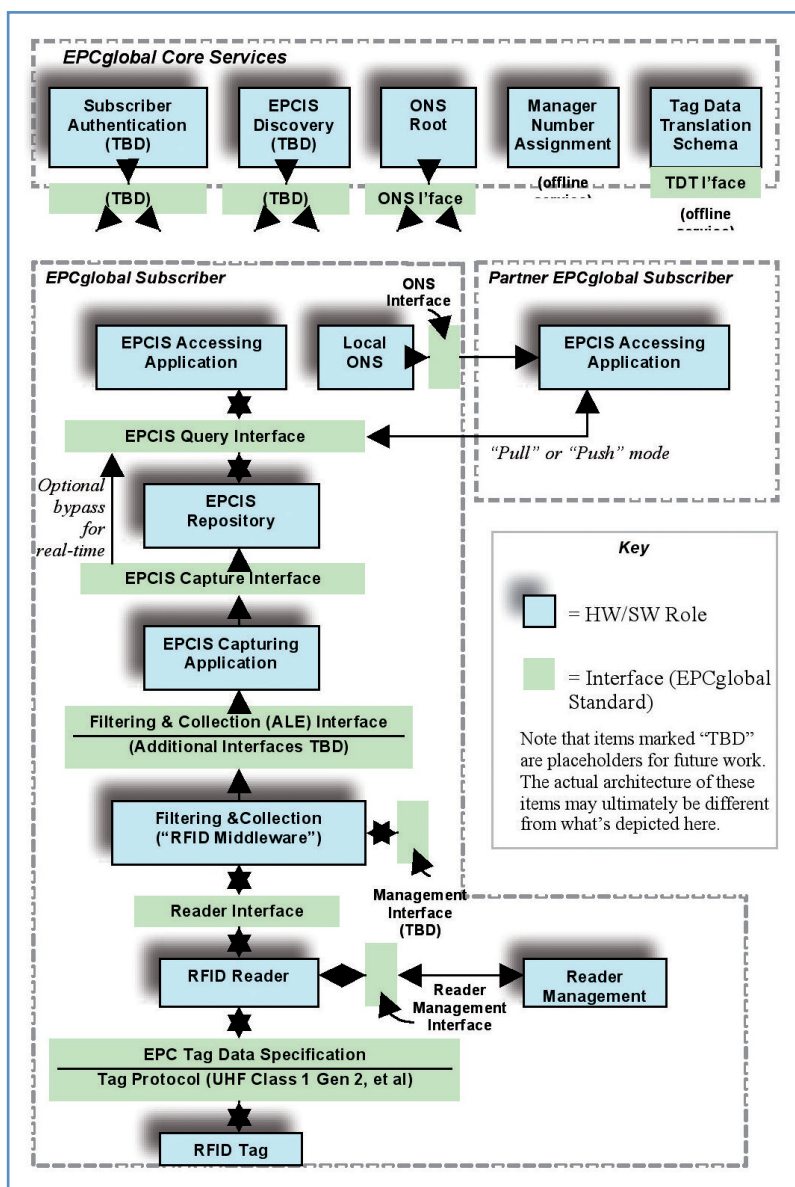 EPCglobal Core Services
Subscriber
Authentication
(TBD)
EPCIS
Discovery
(TBD)
ONS
Root
Manager
Number
Assignment
Tag Data
Translation
Schema
(TBD)
(TBD)
ONS I'face
(offline
TDT I'face
(offline
EPCglobal Subscriber
Partner EPCglobal Subscriber
ONS
Interface
EPCIS Accessing
Application
Local
ONS
EPCIS Accessing
Application
EPCIS Query Interface
“Pull” or “Push” mode
Optional
bypass
for
real-time
EPCIS
Repository
EPCIS Capture Interface
EPCIS Capturing
Application
Filtering & Collection (ALE) Interface
(Additional Interfaces TBD)
Filtering &Collection
(“RFID Middleware”)
Management
Interface
(TBD)
Reader Interface
RFID Reader
Reader
Management
Interface
Reader
Management
EPC Tag Data Specification
Tag Protocol (UHF Class 1 Gen 2, et al)
RFID Tag
Key
= HW/SW Role
= Interface (EPCglobal
Standard)
Note that items marked “TBD”
are placeholders for future work.
The actual architecture of these
items may ultimately be different
from what’s depicted here.